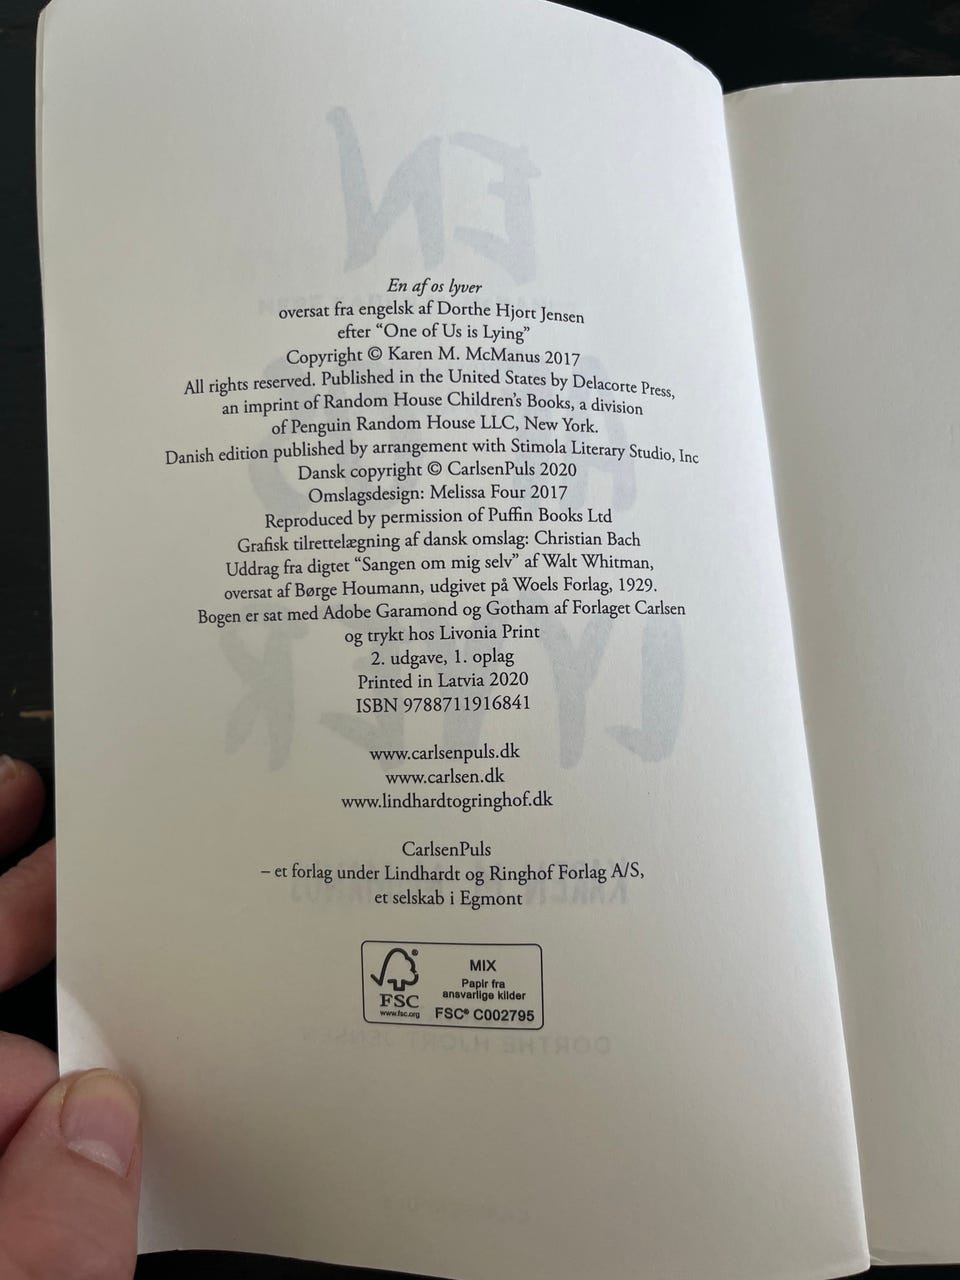 En af os lyver
oversat fra engelsk af Dorthe Hjort Jensen
efter “One of Us is Lying”
Copyright © Karen M. McManus 2017
All rights reserved. Published in the United States by Delacorte Press,
an imprint of Random House Children’s Books, a division
of Penguin Random House LLC, New York.
Danish edition published by arrangement with Stimola Literary Studio, Inc
Dansk copyright © CarlsenPuls 2020
Omslagsdesign: Melissa Four 2017
Reproduced by permission of Puffin Books Ltd
Grafisk tilrettelægning af dansk omslag: Christian Bach
Uddrag fra digtet “Sangen om mig selv” af Walt Whitman,
oversat af Børge Houmann, udgivet på Woels Forlag, 1929.
Bogen er sat med Adobe Garamond og Gotham af Forlaget Carlsen
og trykt hos Livonia Print
2. udgave, 1. oplag
Printed in Latvia 2020
ISBN 9788711916841
www.carlsenpuls.dk
www.carlsen.dk
www.lindhardtogringhof.dk
CarlsenPuls
– et forlag under Lindhardt og Ringhof Forlag A/S,
et selskab i Egmont
FSC
www.fsc.org
MIX
Papir fra
ansvarlige kilder
FSC® C002795